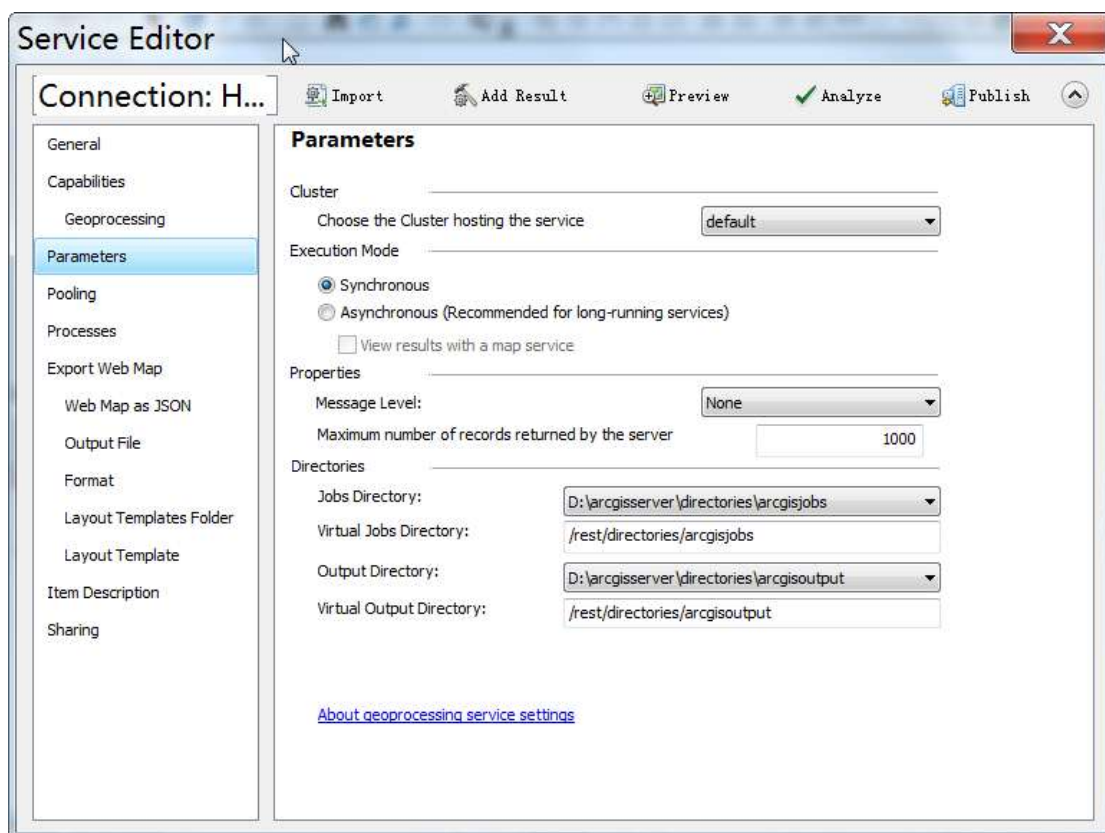 Service Editor
Connection: H...
Import
Add Result
Preview
Analyze
Publish
General
Capabilities
Geoprocessing
Parameters
Pooling
Processes
Export Web Map
Web Map as JSON
Output File
Format
Layout Templates Folder
Layout Template
Item Description
Sharing
Parameters
Cluster
Choose the Cluster hosting the service default
Execution Mode
Synchronous
Asynchronous (Recommended for long-running services)
View results with a map service
Properties
Message Level: None
Maximum number of records returned by the server 1000
Directories
Jobs Directory: D:\arcgisserver\directories\arcgisjobs
Virtual Jobs Directory: /rest/directories/arcgisjobs
Output Directory: D:\arcgisserver\directories\arcgisoutput
Virtual Output Directory: /rest/directories/arcgisoutput
About geoprocessing service settings